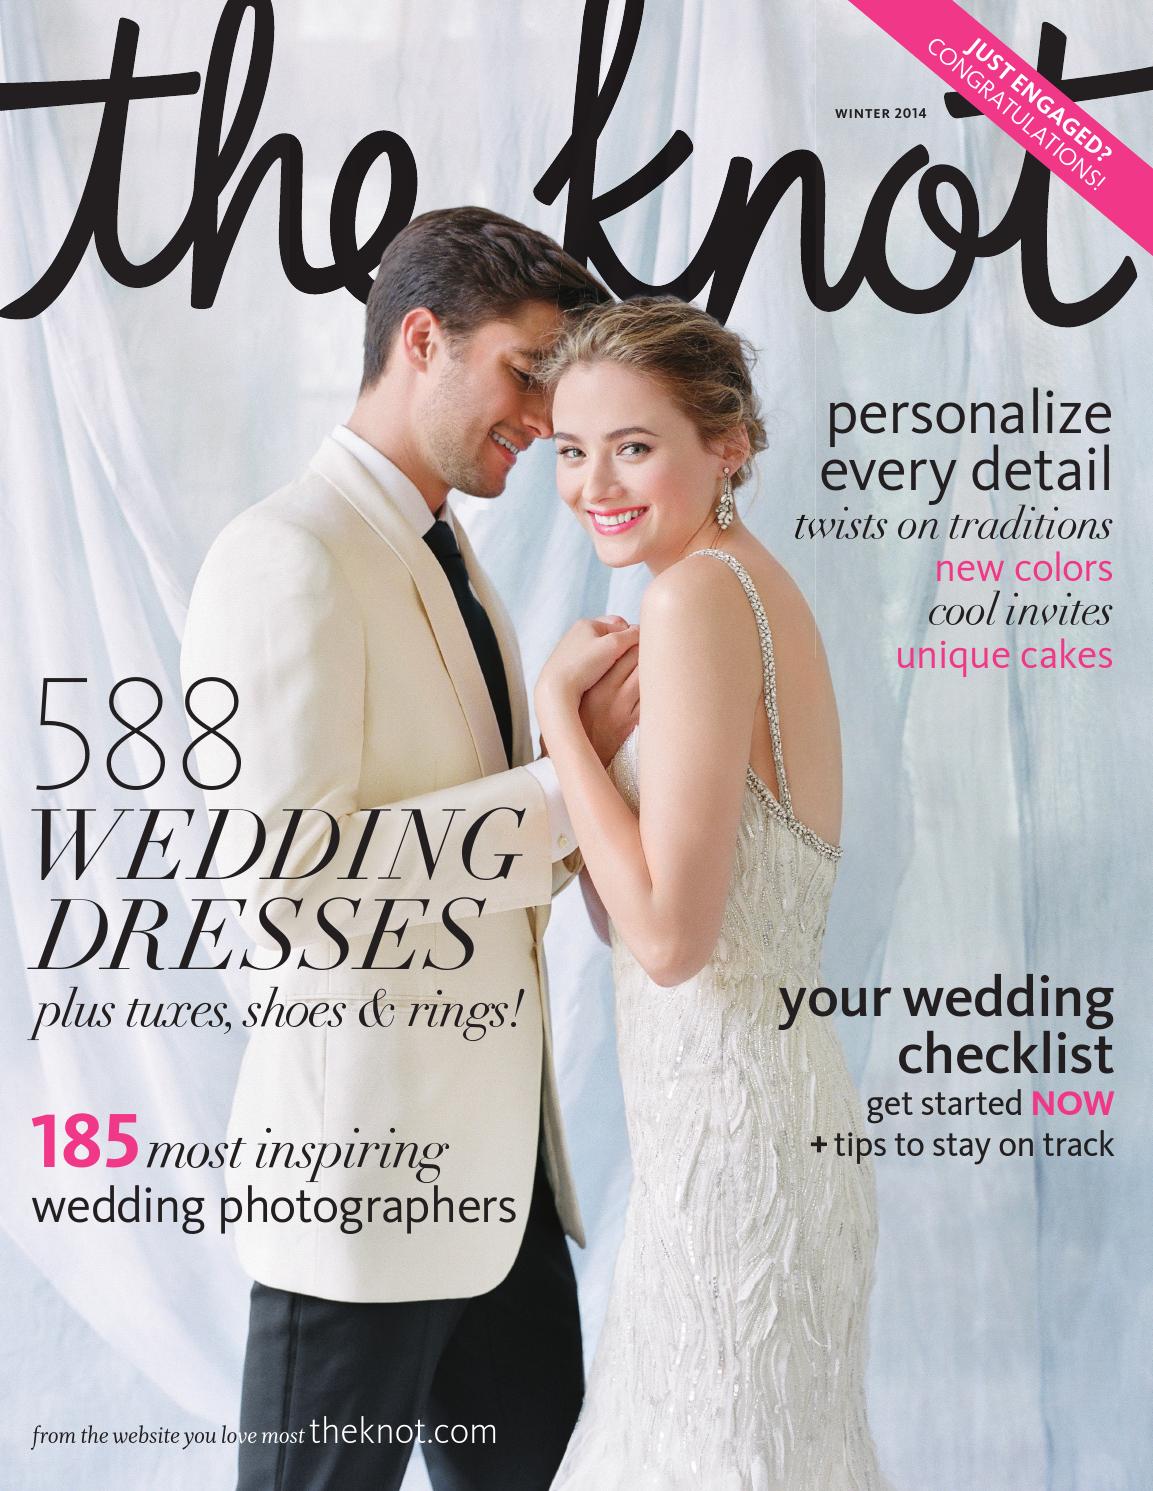 the knot
WINTER 2014
JUST ENGAGED?
CONGRATULATIONS!
personalize
every detail
twists on traditions
new colors
cool invites
unique cakes
588
WEDDING
DRESSES
plus tuxes, shoes & rings!
185 most inspiring
wedding photographers
your wedding
checklist
get started NOW
+ tips to stay on track
from the website you love most theknot.com